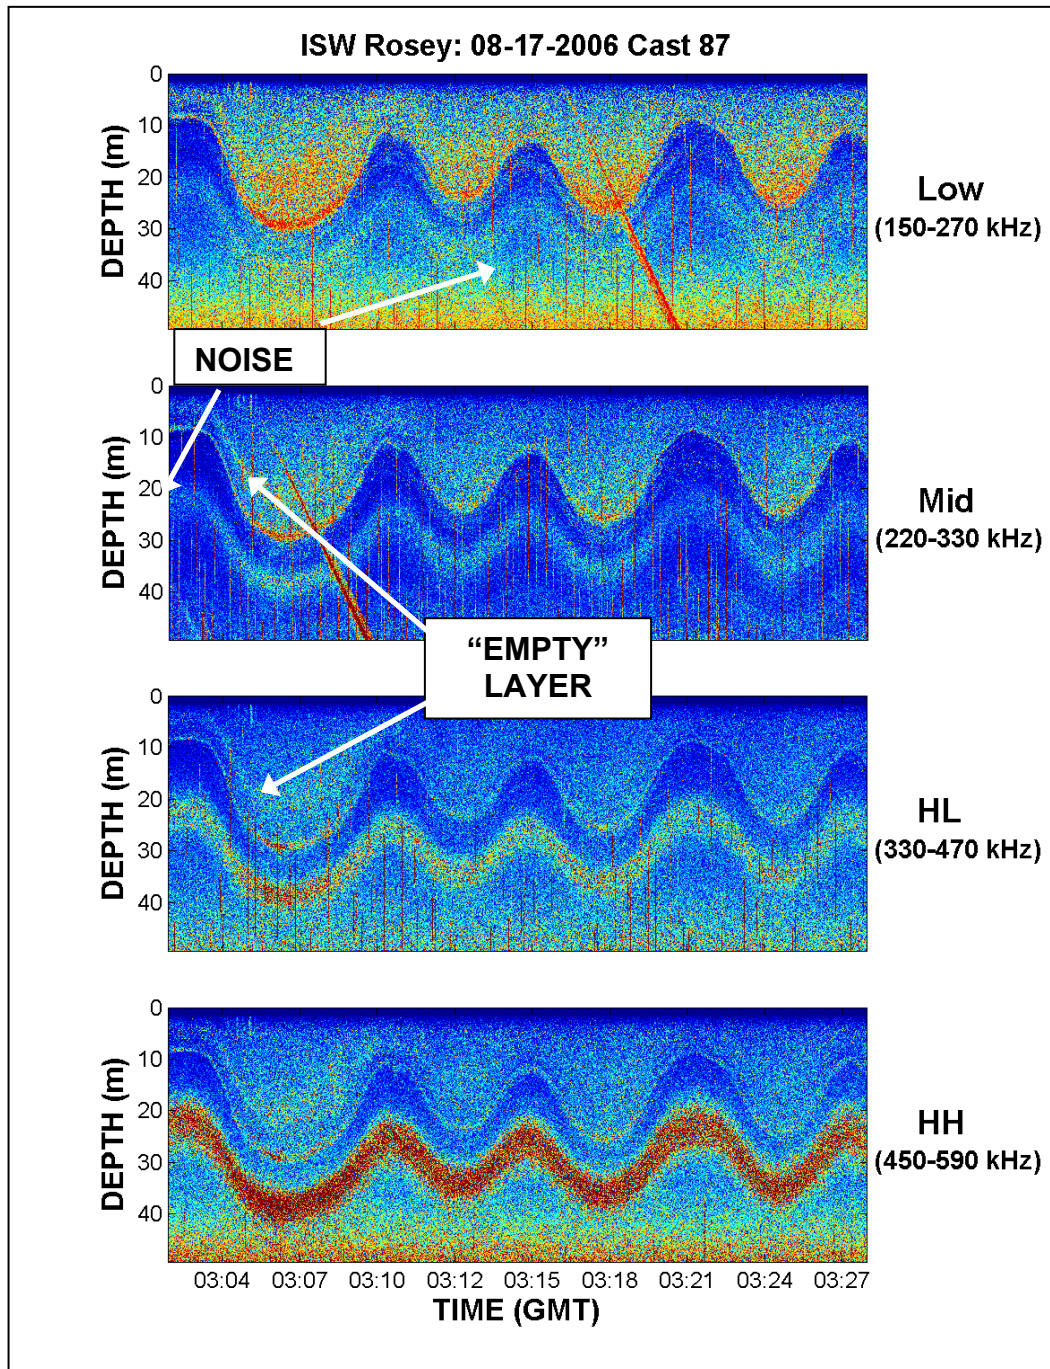 ISW Rosey: 08-17-2006 Cast 87
0
10
20
30
40
DEPTH (m)
Low
(150-270 kHz)
NOISE
0
10
20
30
40
DEPTH (m)
Mid
(220-330 kHz)
“EMPTY”
LAYER
0
10
20
30
40
DEPTH (m)
HL
(330-470 kHz)
0
10
20
30
40
DEPTH (m)
HH
(450-590 kHz)
03:04 03:07 03:10 03:12 03:15 03:18 03:21 03:24 03:27
TIME (GMT)